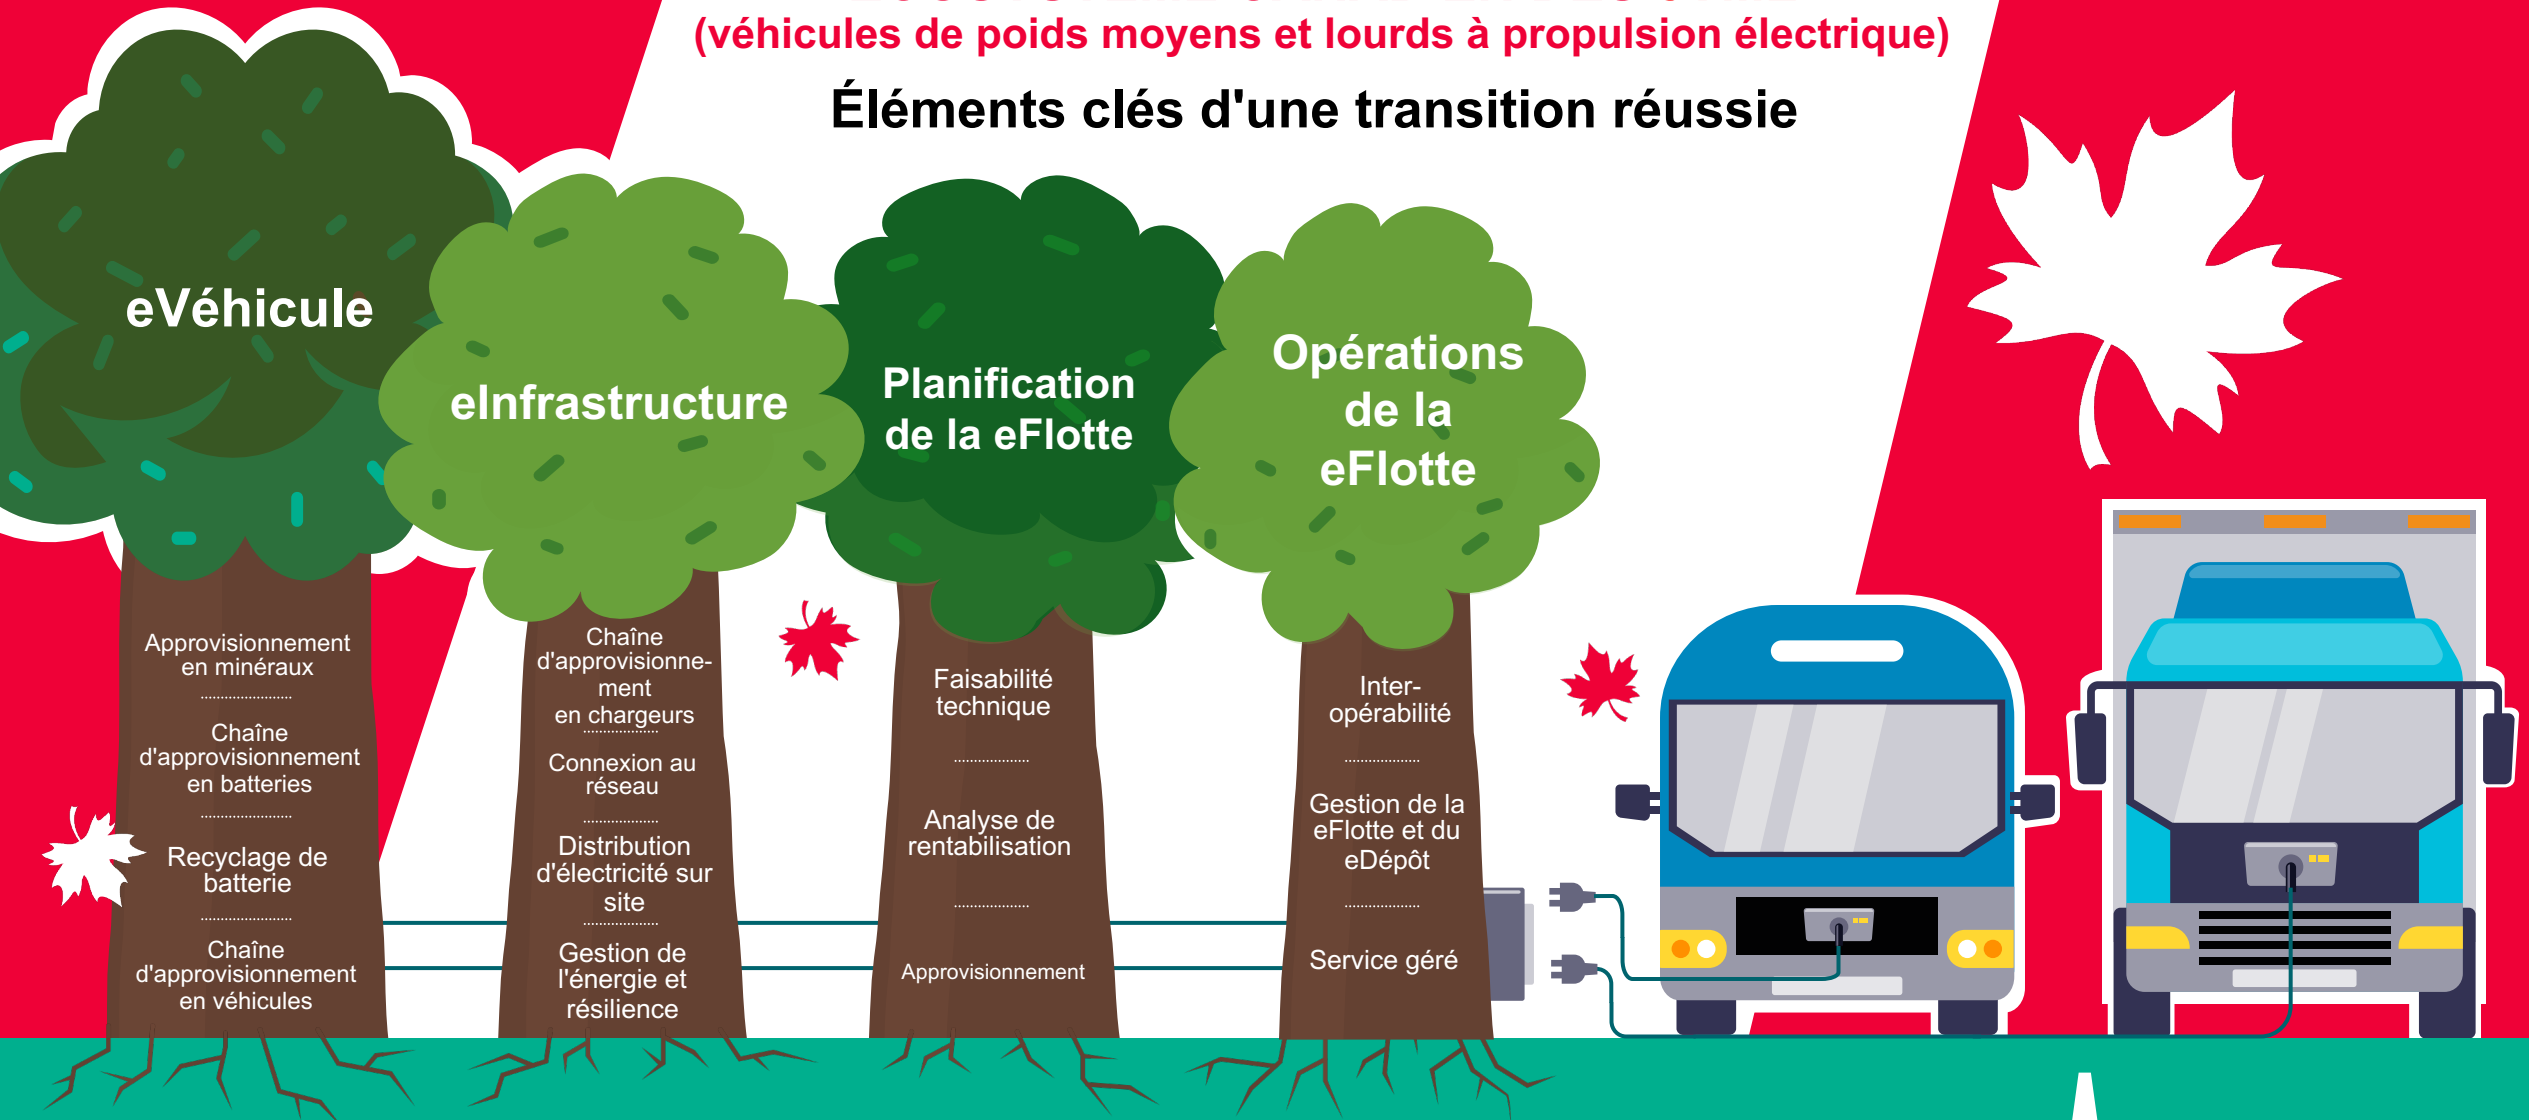 (véhicules de poids moyens et lourds à propulsion électrique)
Éléments clés d'une transition réussie
eVéhicule
Approvisionnement
en minéraux
Chaîne
d'approvisionnement
en batteries
Recyclage de
batterie
Chaîne
d'approvisionnement
en véhicules
eInfrastructure
Chaîne
d'approvisionne-
ment
en chargeurs
Connexion au
réseau
Distribution
d'électricité sur
site
Gestion de
l'énergie et
résilience
Planification
de la eFlotte
Faisabilité
technique
Analyse de
rentabilisation
Approvisionnement
Opérations
de la
eFlotte
Inter-
opérabilité
Gestion de la
eFlotte et du
eDépôt
Service géré